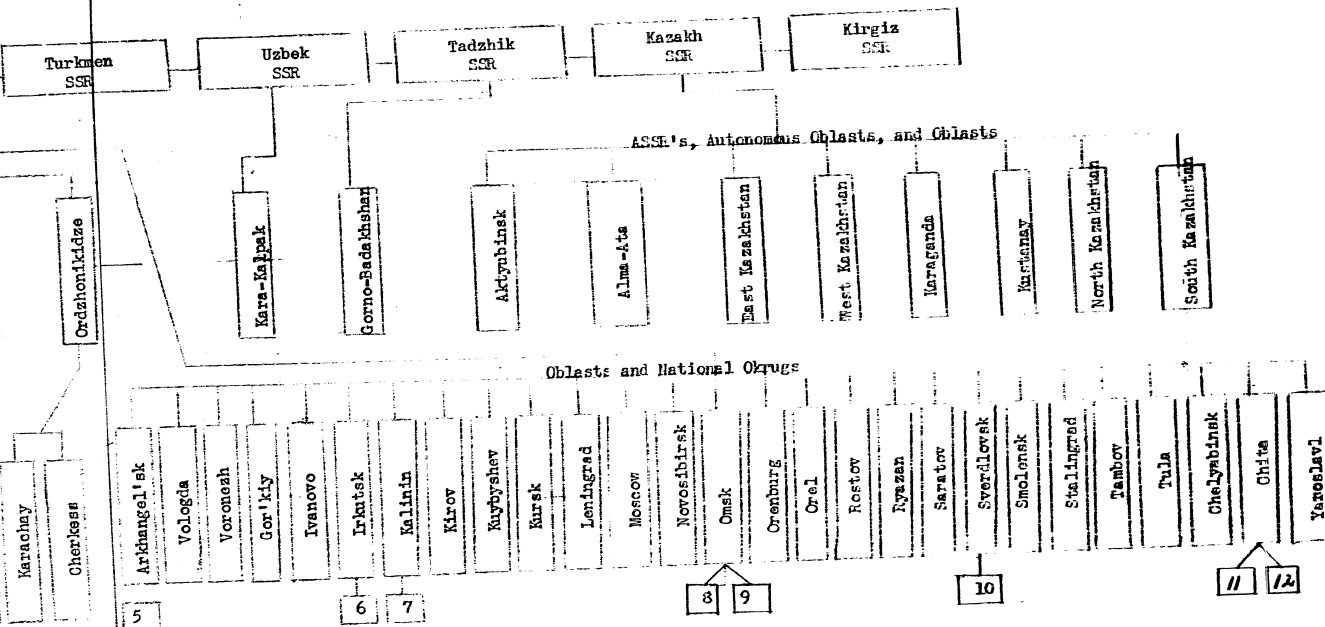 Turkmen
SSR
Uzbek
SSR
Tadzhik
SSR
Kazakh
SSR
Kirgiz
SSR
ASSR's, Autonomous Oblasts, and Oblasts
Ordzhonikidze
Kara-Kalpak
Gorno-Badakhshan
Aktyubinsk
Alma-Ata
East Kazakhstan
West Kazakhstan
Karaganda
Kustanay
North Kazakhstan
South Kazakhstan
Oblasts and National Okrugs
Karachay
Cherkess
Arkhangel'sk
Vologda
Voronezh
Gor'kiy
Ivanovo
Irkutsk
Kalinin
Kirov
Kuybyshev
Kursk
Leningrad
Moscow
Novosibirsk
Omsk
Orenburg
Orel
Rostov
Ryazan
Saratov
Sverdlovsk
Smolensk
Stalingrad
Tambov
Tula
Chelyabinsk
Chita
Yaroslavl
5
6
7
8
9
10
11
12